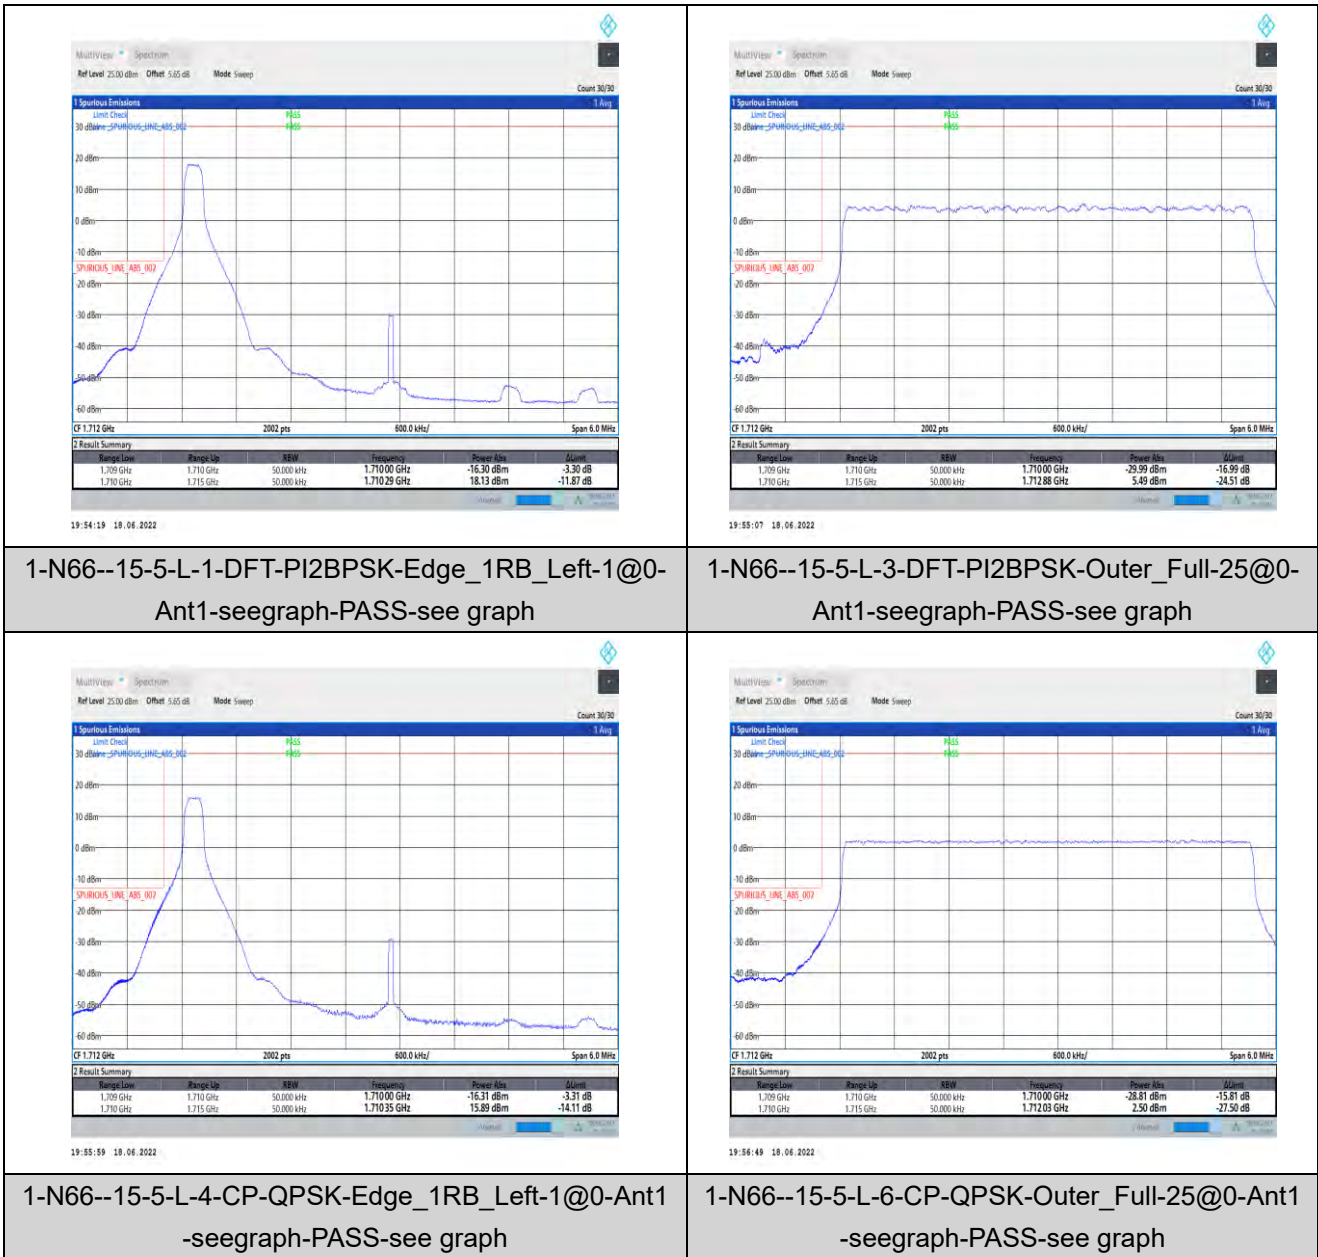 MultiView Spectrum
Ref Level 25.00 dBm Offset 5.65 dB Mode Sweep
Count 30/30
1 Spurious Emissions 1 Avg
Limit Check PASS
30 dBm Line _SPURIOUS_LINE_ABS_002 PASS
20 dBm
10 dBm
0 dBm
-10 dBm
SPURIOUS_LINE_ABS_002
-20 dBm
-30 dBm
-40 dBm
-50 dBm
-60 dBm
CF 1.712 GHz 2002 pts 600.0 kHz/ Span 6.0 MHz
2 Result Summary
Range Low Range Up RBW Frequency Power Abs ΔLimit
1.709 GHz 1.710 GHz 50.000 kHz 1.71000 GHz -16.30 dBm -3.30 dB
1.710 GHz 1.715 GHz 50.000 kHz 1.71029 GHz 18.13 dBm -11.87 dB
19:54:19 18.06.2022
1-N66--15-5-L-1-DFT-PI2BPSK-Edge_1RB_Left-1@0-
Ant1-seegraph-PASS-see graph
MultiView Spectrum
Ref Level 25.00 dBm Offset 5.65 dB Mode Sweep
Count 30/30
1 Spurious Emissions 1 Avg
Limit Check PASS
30 dBm Line _SPURIOUS_LINE_ABS_002 PASS
20 dBm
10 dBm
0 dBm
-10 dBm
SPURIOUS_LINE_ABS_002
-20 dBm
-30 dBm
-40 dBm
-50 dBm
-60 dBm
CF 1.712 GHz 2002 pts 600.0 kHz/ Span 6.0 MHz
2 Result Summary
Range Low Range Up RBW Frequency Power Abs ΔLimit
1.709 GHz 1.710 GHz 50.000 kHz 1.71000 GHz -29.99 dBm -16.99 dB
1.710 GHz 1.715 GHz 50.000 kHz 1.71288 GHz 5.49 dBm -24.51 dB
19:55:07 18.06.2022
1-N66--15-5-L-3-DFT-PI2BPSK-Outer_Full-25@0-
Ant1-seegraph-PASS-see graph
MultiView Spectrum
Ref Level 25.00 dBm Offset 5.65 dB Mode Sweep
Count 30/30
1 Spurious Emissions 1 Avg
Limit Check PASS
30 dBm Line _SPURIOUS_LINE_ABS_002 PASS
20 dBm
10 dBm
0 dBm
-10 dBm
SPURIOUS_LINE_ABS_002
-20 dBm
-30 dBm
-40 dBm
-50 dBm
-60 dBm
CF 1.712 GHz 2002 pts 600.0 kHz/ Span 6.0 MHz
2 Result Summary
Range Low Range Up RBW Frequency Power Abs ΔLimit
1.709 GHz 1.710 GHz 50.000 kHz 1.71000 GHz -16.31 dBm -3.31 dB
1.710 GHz 1.715 GHz 50.000 kHz 1.71035 GHz 15.89 dBm -14.11 dB
19:55:59 18.06.2022
1-N66--15-5-L-4-CP-QPSK-Edge_1RB_Left-1@0-Ant1
-seegraph-PASS-see graph
MultiView Spectrum
Ref Level 25.00 dBm Offset 5.65 dB Mode Sweep
Count 30/30
1 Spurious Emissions 1 Avg
Limit Check PASS
30 dBm Line _SPURIOUS_LINE_ABS_002 PASS
20 dBm
10 dBm
0 dBm
-10 dBm
SPURIOUS_LINE_ABS_002
-20 dBm
-30 dBm
-40 dBm
-50 dBm
-60 dBm
CF 1.712 GHz 2002 pts 600.0 kHz/ Span 6.0 MHz
2 Result Summary
Range Low Range Up RBW Frequency Power Abs ΔLimit
1.709 GHz 1.710 GHz 50.000 kHz 1.71000 GHz -28.81 dBm -15.81 dB
1.710 GHz 1.715 GHz 50.000 kHz 1.71203 GHz 2.50 dBm -27.50 dB
19:56:49 18.06.2022
1-N66--15-5-L-6-CP-QPSK-Outer_Full-25@0-Ant1
-seegraph-PASS-see graph